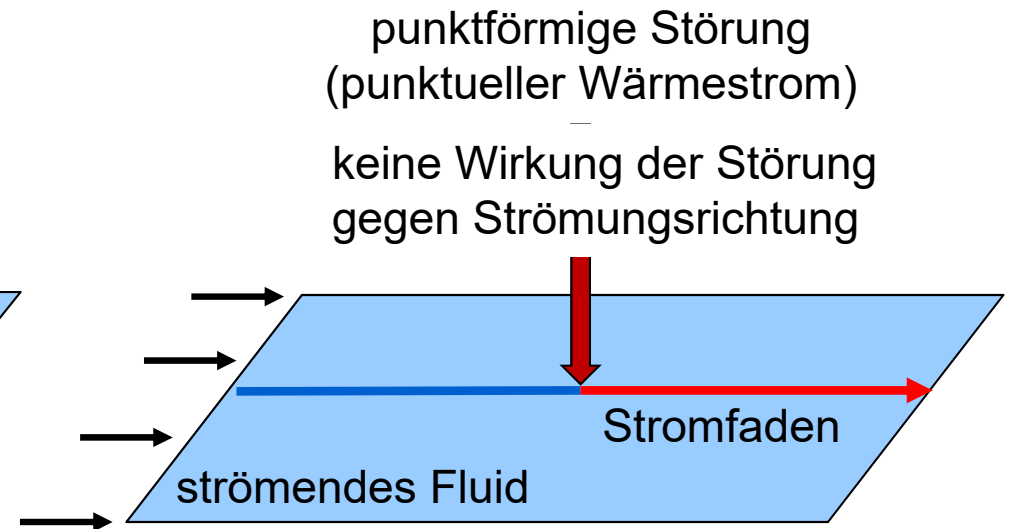 punktförmige Störung
(punktueller Wärmestrom)
keine Wirkung der Störung
gegen Strömungsrichtung
Stromfaden
strömendes Fluid